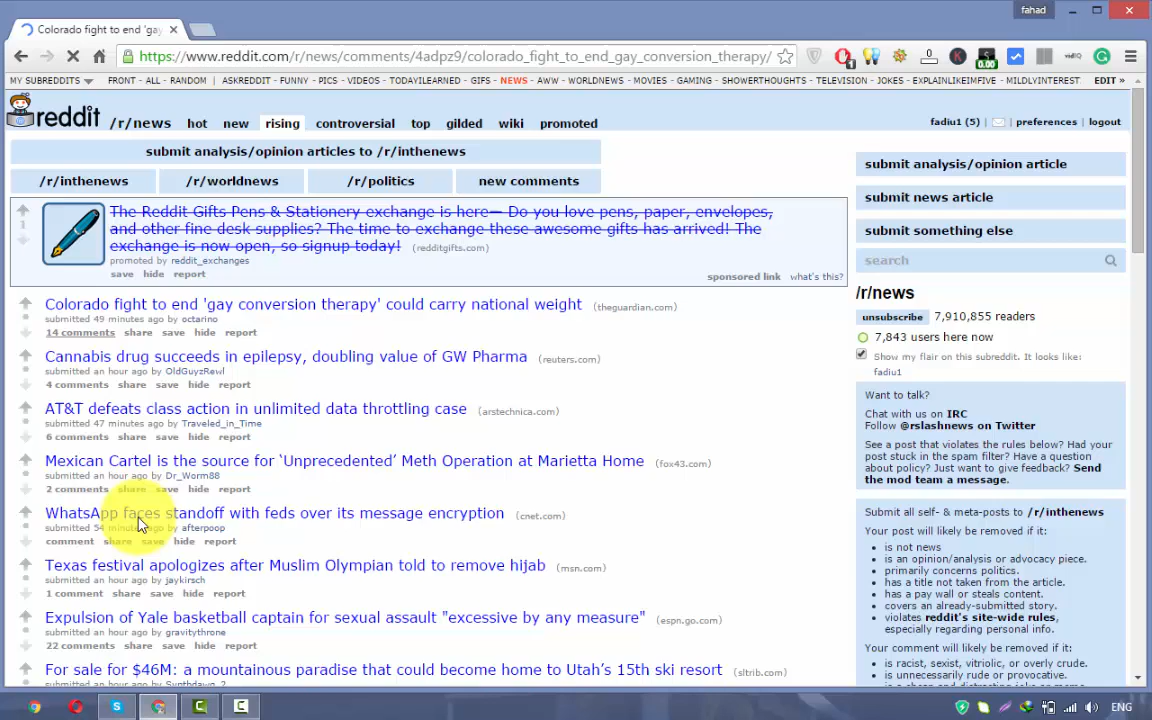 fahad
Colorado fight to end 'gay
https://www.reddit.com/r/news/comments/4adpz9/colorado_fight_to_end_gay_conversion_therapy/
MY SUBREDDITS FRONT - ALL - RANDOM | ASKREDDIT - FUNNY - PICS - VIDEOS - TODAYILEARNED - GIFS - NEWS - AWW - WORLDNEWS - MOVIES - GAMING - SHOWERTHOUGHTS - TELEVISION - JOKES - EXPLAINLIKEIMFIVE - MILDLYINTEREST EDIT »
reddit /r/news hot new rising controversial top gilded wiki promoted
fadiu1 (5) | preferences | logout
submit analysis/opinion articles to /r/inthenews
/r/inthenews /r/worldnews /r/politics new comments
1
The Reddit Gifts Pens & Stationery exchange is here— Do you love pens, paper, envelopes,
and other fine desk supplies? The time to exchange these awesome gifts has arrived! The
exchange is now open, so signup today! (redditgifts.com)
promoted by reddit_exchanges
save hide report
sponsored link what's this?
Colorado fight to end 'gay conversion therapy' could carry national weight (theguardian.com)
submitted 49 minutes ago by octarino
14 comments share save hide report
Cannabis drug succeeds in epilepsy, doubling value of GW Pharma (reuters.com)
submitted an hour ago by OldGuyzRewl
4 comments share save hide report
AT&T defeats class action in unlimited data throttling case (arstechnica.com)
submitted 47 minutes ago by Traveled_in_Time
6 comments share save hide report
Mexican Cartel is the source for ‘Unprecedented’ Meth Operation at Marietta Home (fox43.com)
submitted an hour ago by Dr_Worm88
2 comments share save hide report
WhatsApp faces standoff with feds over its message encryption (cnet.com)
submitted 54 minutes ago by afterpoop
comment share save hide report
Texas festival apologizes after Muslim Olympian told to remove hijab (msn.com)
submitted an hour ago by jaykirsch
1 comment share save hide report
Expulsion of Yale basketball captain for sexual assault "excessive by any measure" (espn.go.com)
submitted an hour ago by gravitythrone
22 comments share save hide report
For sale for $46M: a mountainous paradise that could become home to Utah’s 15th ski resort (sltrib.com)
submitted an hour ago by Synthdawn_2
submit analysis/opinion article
submit news article
submit something else
search
/r/news
unsubscribe 7,910,855 readers
7,843 users here now
Show my flair on this subreddit. It looks like:
fadiu1
Want to talk?
Chat with us on IRC
Follow @rslashnews on Twitter
See a post that violates the rules below? Had your
post stuck in the spam filter? Have a question
about policy? Just want to give feedback? Send
the mod team a message.
Submit all self- & meta-posts to /r/inthenews
Your post will likely be removed if it:
is not news
is an opinion/analysis or advocacy piece.
primarily concerns politics.
has a title not taken from the article.
has a pay wall or steals content.
covers an already-submitted story.
violates reddit's site-wide rules,
especially regarding personal info.
Your comment will likely be removed if it:
is racist, sexist, vitriolic, or overly crude.
is unnecessarily rude or provocative.
ENG